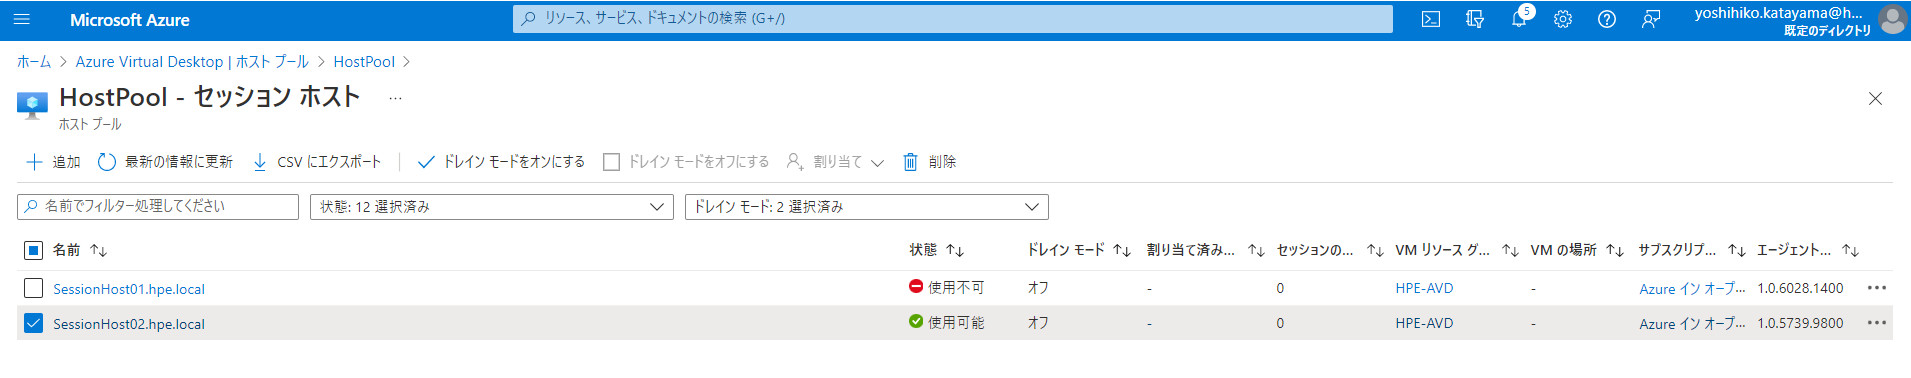 Microsoft Azure
リソース、サービス、ドキュメントの検索 (G+/)
5
yoshihiko.katayama@h...
既定のディレクトリ
ホーム > Azure Virtual Desktop | ホスト プール > HostPool >
HostPool - セッション ホスト ...
ホスト プール
追加 最新の情報に更新 CSV にエクスポート ドレイン モードをオンにする ドレイン モードをオフにする 割り当て 削除
名前でフィルター処理してください 状態: 12 選択済み ドレイン モード: 2 選択済み
名前 状態 ドレイン モード 割り当て済み... セッションの... VM リソース グ... VM の場所 サブスクリプ... エージェント...
SessionHost01.hpe.local 使用不可 オフ - 0 HPE-AVD - Azure イン オープ... 1.0.6028.1400 ...
SessionHost02.hpe.local 使用可能 オフ - 0 HPE-AVD - Azure イン オープ... 1.0.5739.9800 ...